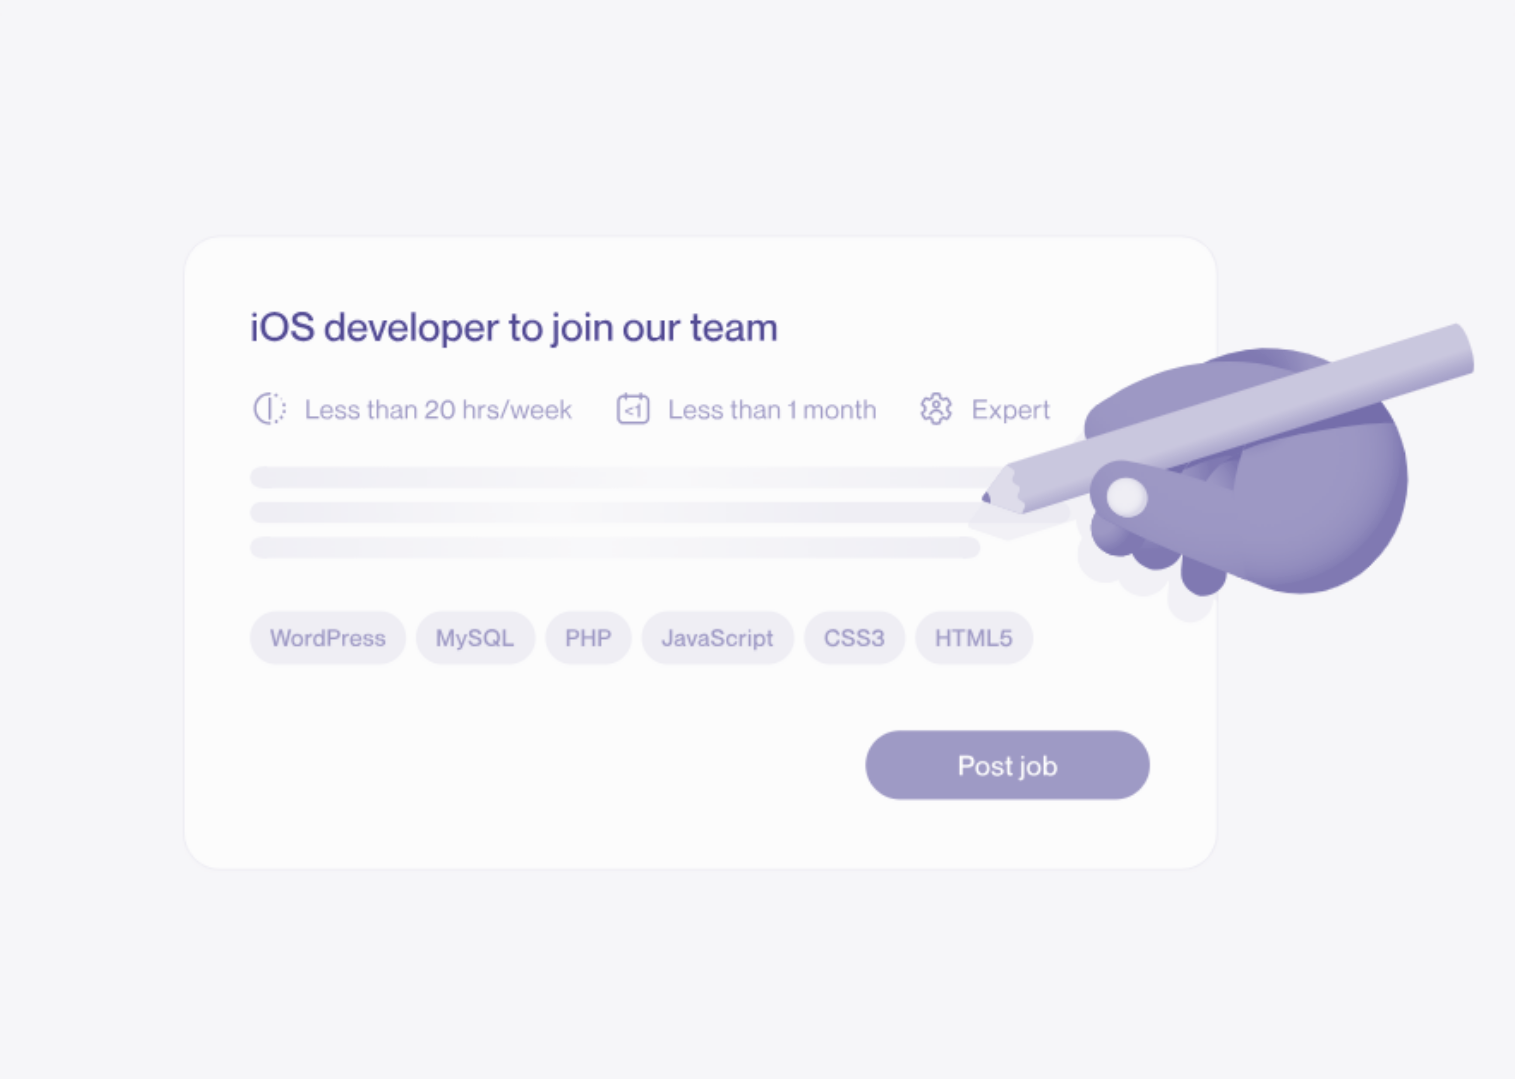 iOS developer to join our team
Less than 20 hrs/week <1 Less than 1 month Expert
WordPress MySQL PHP JavaScript CSS3 HTML5
Post job